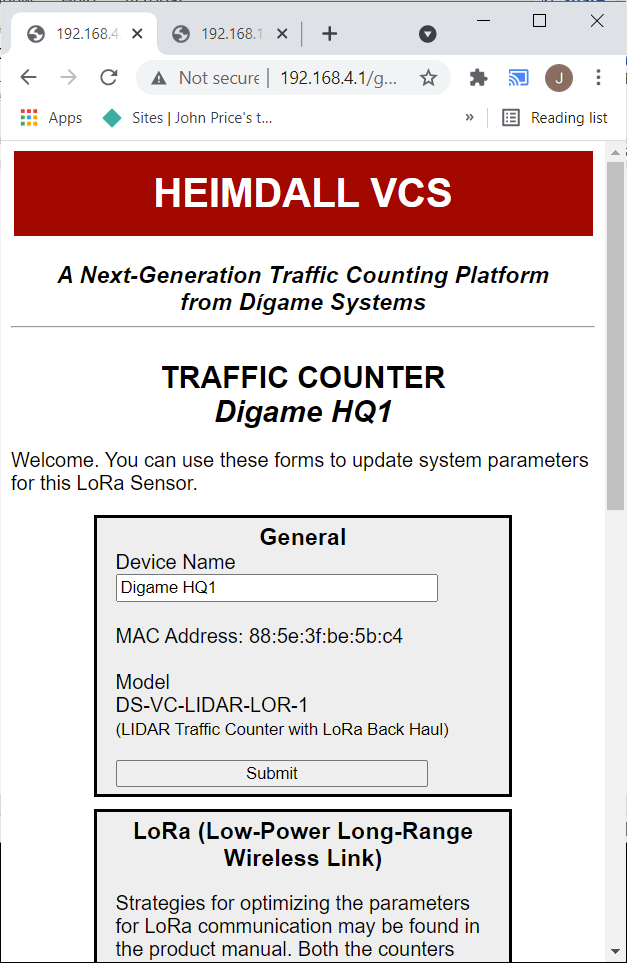 192.168.4
192.168.1
Not secure
192.168.4.1/g...
J
Apps
Sites | John Price's t...
»
Reading list
HEIMDALL VCS
A Next-Generation Traffic Counting Platform
from Dígame Systems
TRAFFIC COUNTER
Digame HQ1
Welcome. You can use these forms to update system parameters
for this LoRa Sensor.
General
Device Name
Digame HQ1
MAC Address: 88:5e:3f:be:5b:c4
Model
DS-VC-LIDAR-LOR-1
(LIDAR Traffic Counter with LoRa Back Haul)
Submit
LoRa (Low-Power Long-Range
Wireless Link)
Strategies for optimizing the parameters
for LoRa communication may be found in
the product manual. Both the counters